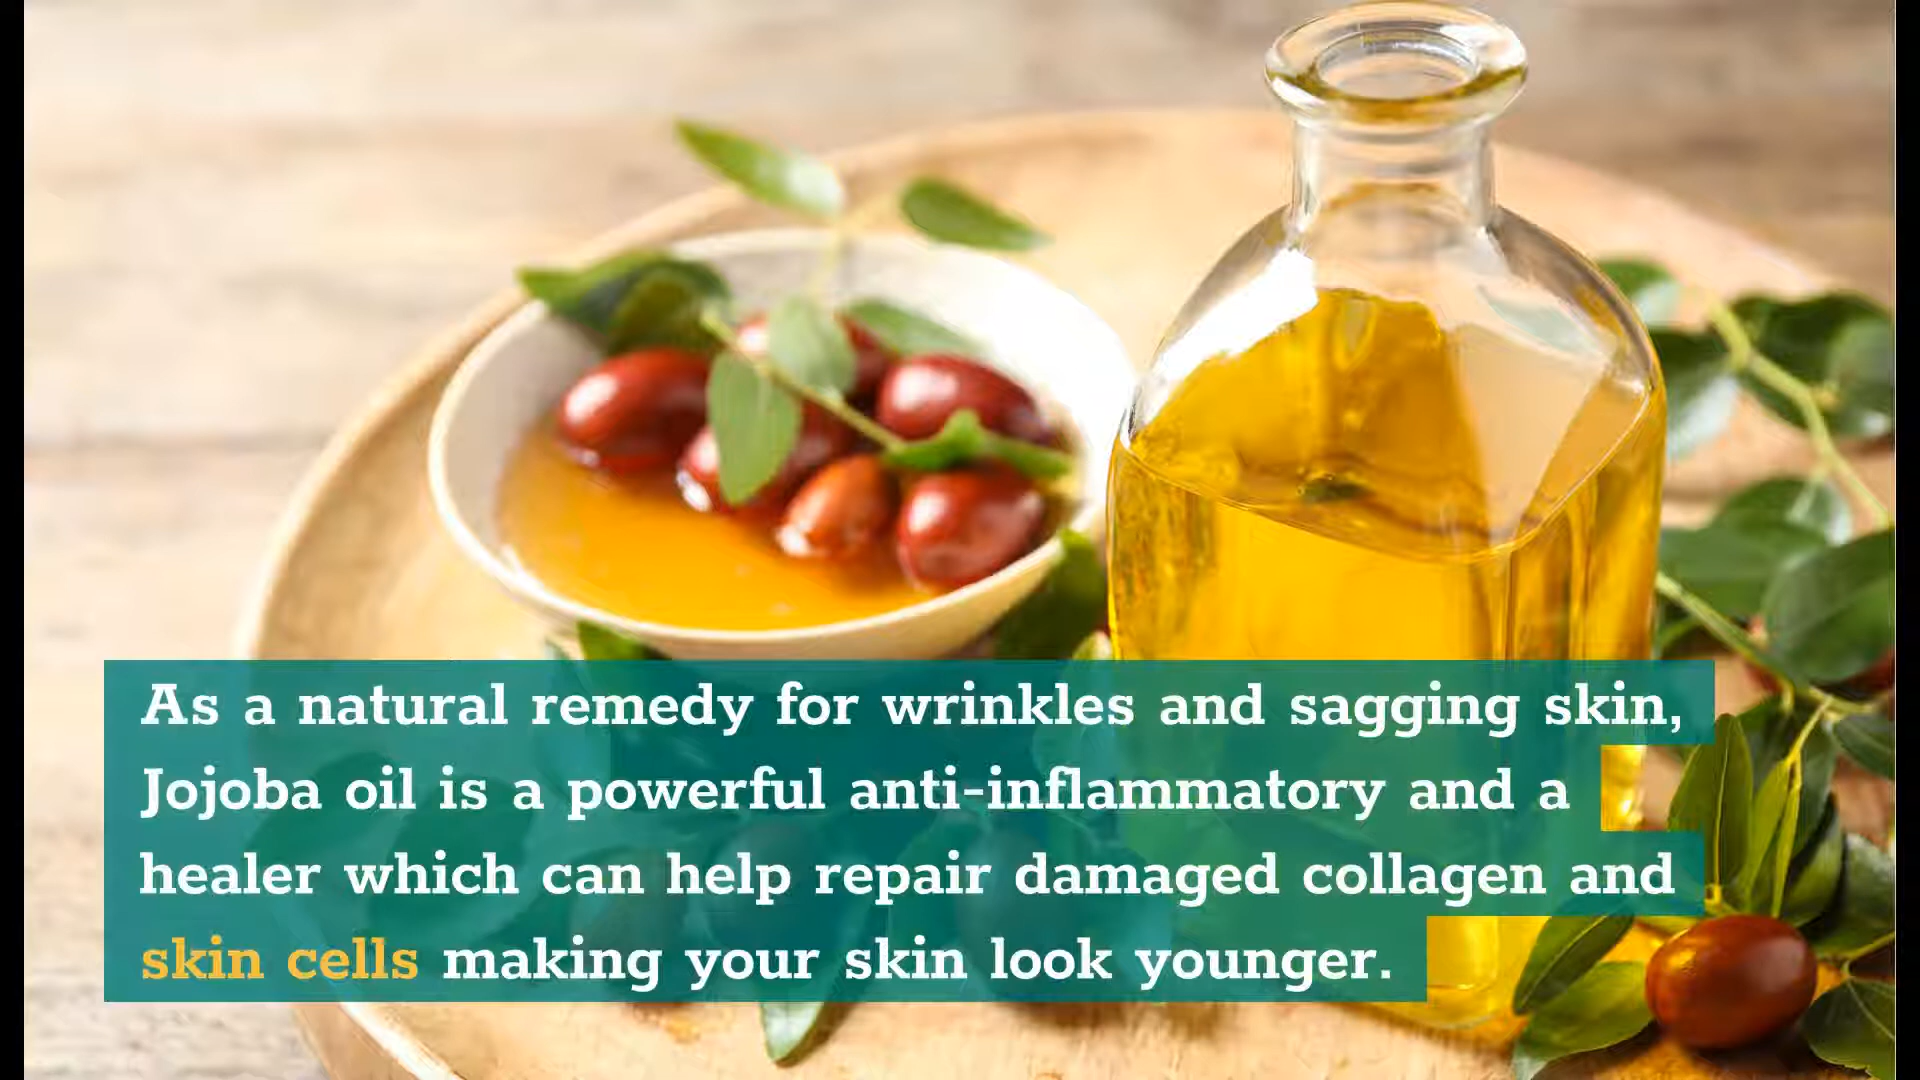 As a natural remedy for wrinkles and sagging skin,
Jojoba oil is a powerful anti-inflammatory and a
healer which can help repair damaged collagen and
skin cells making your skin look younger.